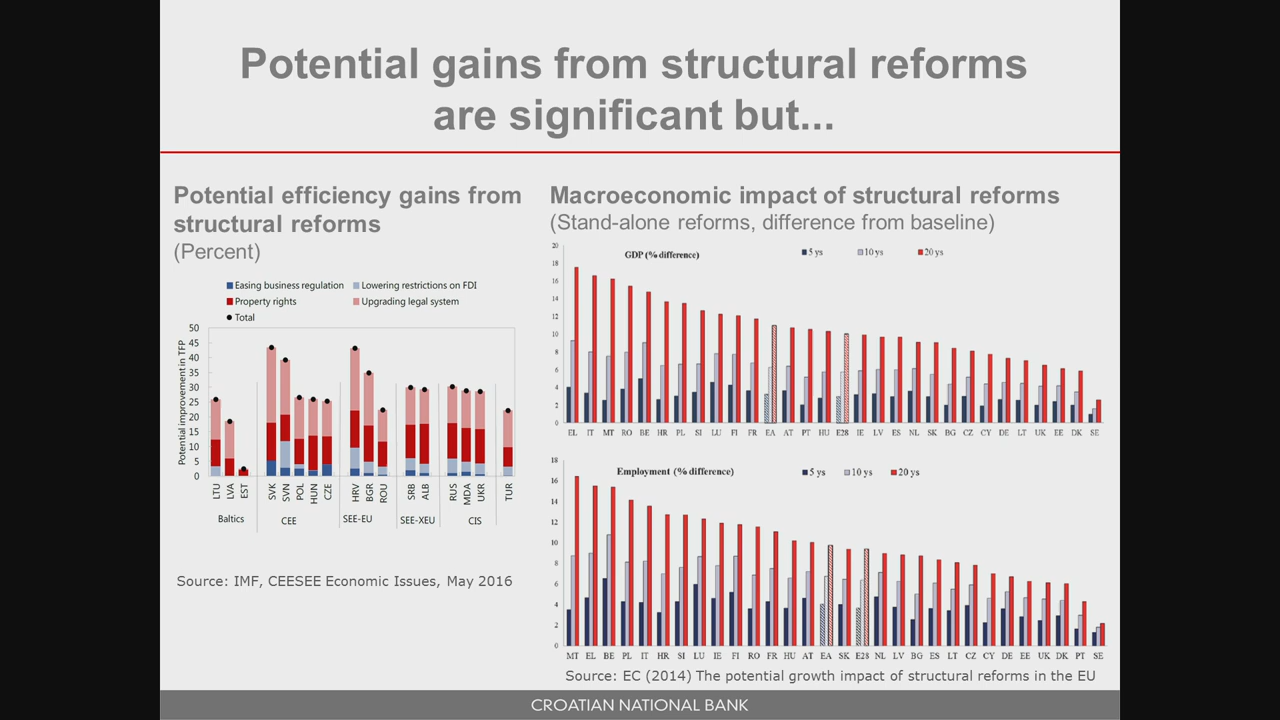 Potential gains from structural reforms
are significant but...
Potential efficiency gains from
structural reforms
(Percent)
Easing business regulation Lowering restrictions on FDI
Property rights Upgrading legal system
Total
Potential improvement in TFP
50
45
40
35
30
25
20
15
10
5
0
LTU LVA EST SVK SVN POL HUN CZE HRV BGR ROU SRB ALB RUS MDA UKR TUR
Baltics CEE SEE-EU SEE-XEU CIS
Source: IMF, CEESEE Economic Issues, May 2016
Macroeconomic impact of structural reforms
(Stand-alone reforms, difference from baseline)
GDP (% difference) 5 ys 10 ys 20 ys
20
18
16
14
12
10
8
6
4
2
0
EL IT MT RO BE HR PL SI LU FI FR EA AT PT HU E28 IE LV ES NL SK BG CZ CY DE LT UK EE DK SE
Employment (% difference) 5 ys 10 ys 20 ys
18
16
14
12
10
8
6
4
2
0
MT EL BE PL IT HR SI LU IE FI RO FR HU AT EA SK E28 NL LV BG ES LT CZ CY DE EE UK DK PT SE
Source: EC (2014) The potential growth impact of structural reforms in the EU
CROATIAN NATIONAL BANK